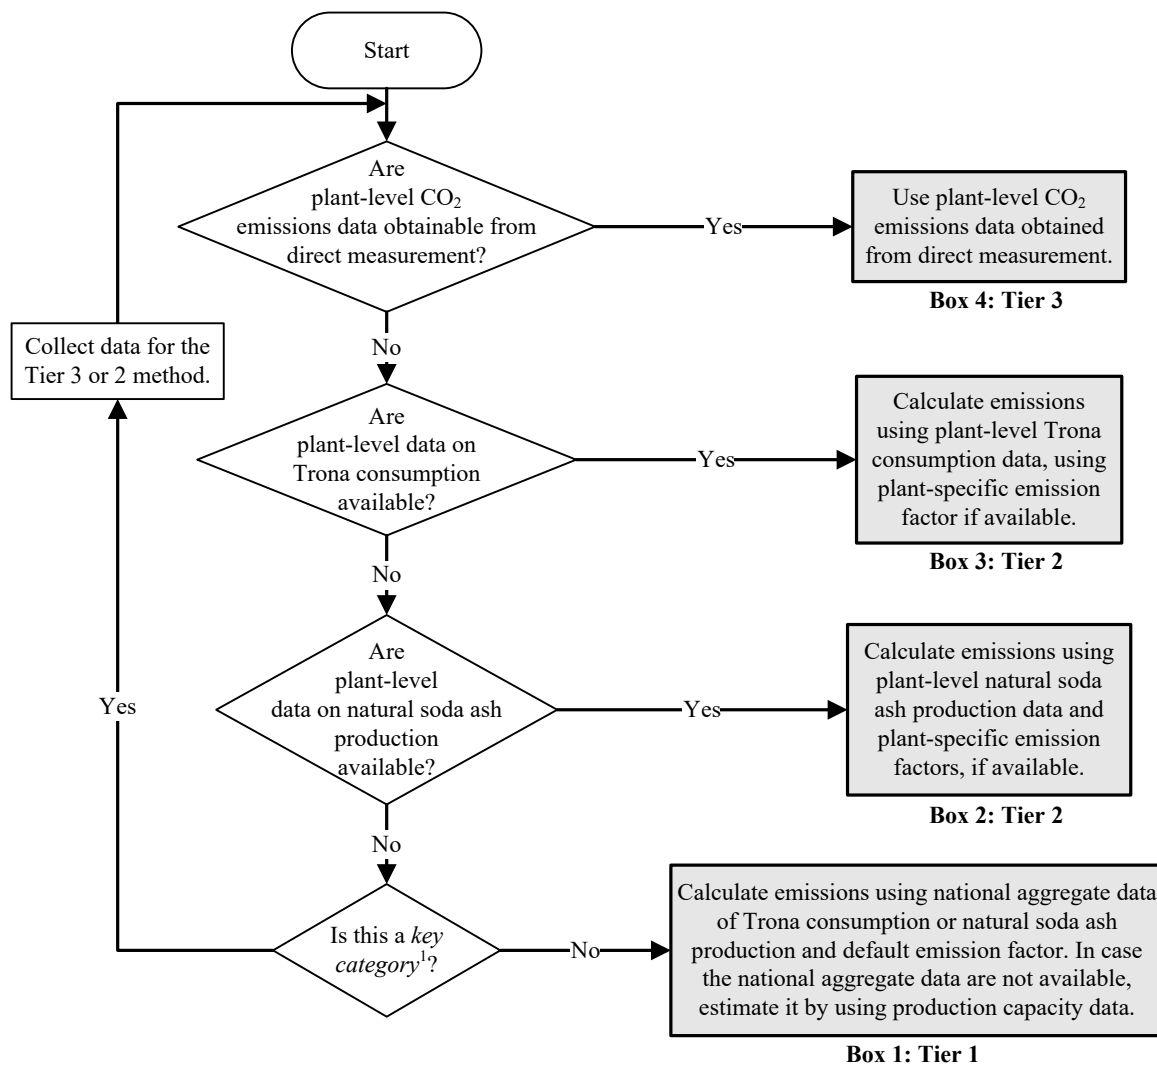 Start
Are
plant-level CO₂
emissions data obtainable from
direct measurement?
Yes
Use plant-level CO₂
emissions data obtained
from direct measurement.
Box 4: Tier 3
No
Collect data for the
Tier 3 or 2 method.
Are
plant-level data on
Trona consumption
available?
Yes
Calculate emissions
using plant-level Trona
consumption data, using
plant-specific emission
factor if available.
Box 3: Tier 2
No
Are
plant-level
data on natural soda ash
production
available?
Yes
Calculate emissions using
plant-level natural soda
ash production data and
plant-specific emission
factors, if available.
Box 2: Tier 2
Yes
No
Is this a key
category¹?
No
Calculate emissions using national aggregate data
of Trona consumption or natural soda ash
production and default emission factor. In case
the national aggregate data are not available,
estimate it by using production capacity data.
Box 1: Tier 1